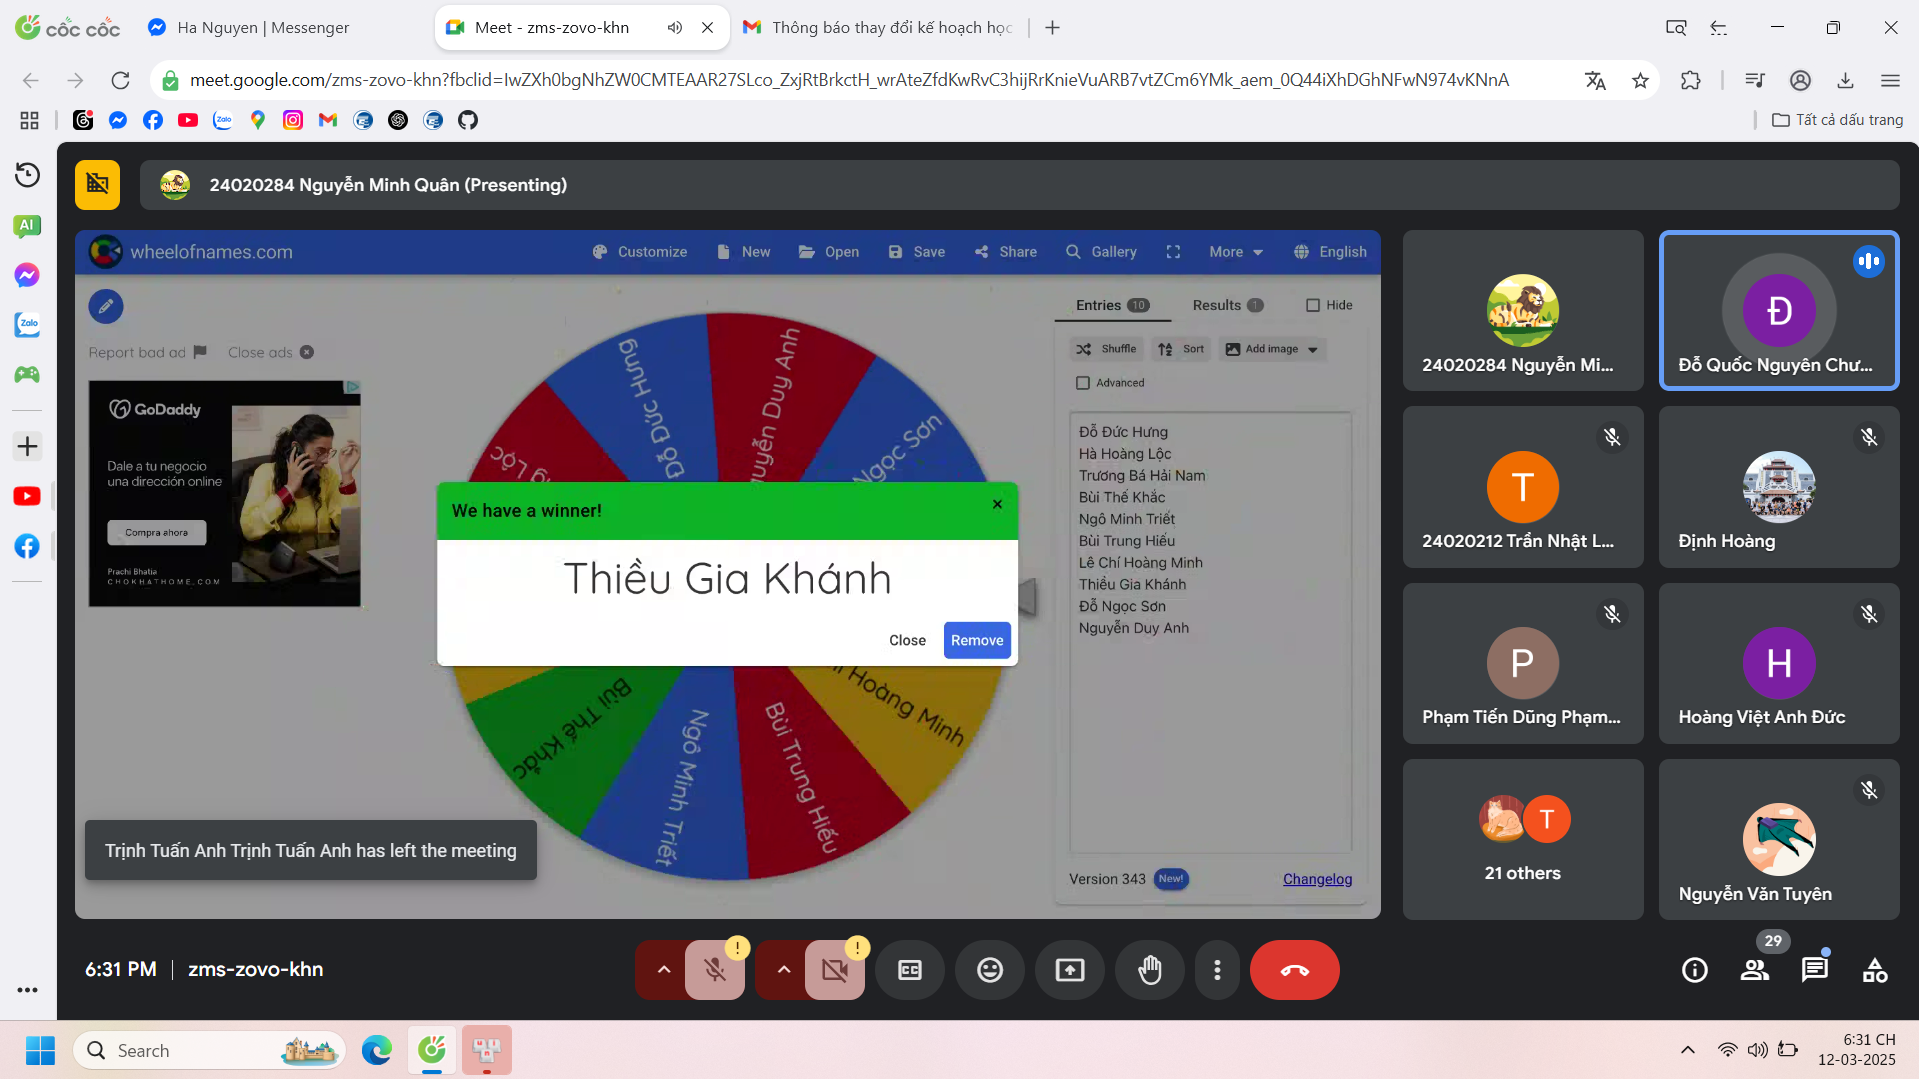 cốc cốc
Ha Nguyen | Messenger
Meet - zms-zovo-khn
Thông báo thay đổi kế hoạch học
meet.google.com/zms-zovo-khn?fbclid=IwZXh0bgNhZW0CMTEAAR27SLco_ZxjRtBrkctH_wrAteZfdKwRvC3hijRrKnieVuARB7vtZCm6YMk_aem_0Q44iXhDGhNFwN974vKNnA
Zalo
Tất cả dấu trang
AI
Zalo
24020284 Nguyễn Minh Quân (Presenting)
wheelofnames.com
Customize
New
Open
Save
Share
Gallery
More
English
Report bad ad
Close ads
GoDaddy
Dale a tu negocio
una dirección online
Compra ahora
Prachi Bhatia
CHOKHATHOME.COM
Đỗ Đức Hưng
uyễn Duy Anh
Ngọc Sơn
g Lộc
We have a winner!
×
Thiều Gia Khánh
Close
Remove
Bùi Thế Khắc
Ngô Minh Triết
Bùi Trung Hiếu
Hoàng Minh
Entries 10
Results 1
Hide
Shuffle
Sort
Add image
Advanced
Đỗ Đức Hưng
Hà Hoàng Lộc
Trương Bá Hải Nam
Bùi Thế Khắc
Ngô Minh Triết
Bùi Trung Hiếu
Lê Chí Hoàng Minh
Thiều Gia Khánh
Đỗ Ngọc Sơn
Nguyễn Duy Anh
Version 343
New!
Changelog
Trịnh Tuấn Anh Trịnh Tuấn Anh has left the meeting
24020284 Nguyễn Mi...
Đ
Đỗ Quốc Nguyên Chư...
T
24020212 Trần Nhật L...
Định Hoàng
P
Phạm Tiến Dũng Phạm...
H
Hoàng Việt Anh Đức
T
21 others
Nguyễn Văn Tuyên
6:31 PM
zms-zovo-khn
!
!
CC
29
Search
6:31 CH
12-03-2025